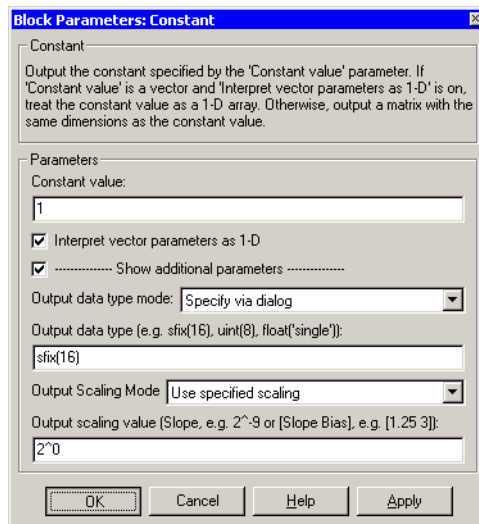 Block Parameters: Constant
Constant
Output the constant specified by the 'Constant value' parameter. If
'Constant value' is a vector and 'Interpret vector parameters as 1-D' is on,
treat the constant value as a 1-D array. Otherwise, output a matrix with the
same dimensions as the constant value.
Parameters
Constant value:
1
Interpret vector parameters as 1-D
--------------- Show additional parameters ---------------
Output data type mode: Specify via dialog
Output data type (e.g. sfix(16), uint(8), float('single')):
sfix(16)
Output Scaling Mode Use specified scaling
Output scaling value (Slope, e.g. 2^-9 or [Slope Bias], e.g. [1.25 3]):
2^0
OK Cancel Help Apply